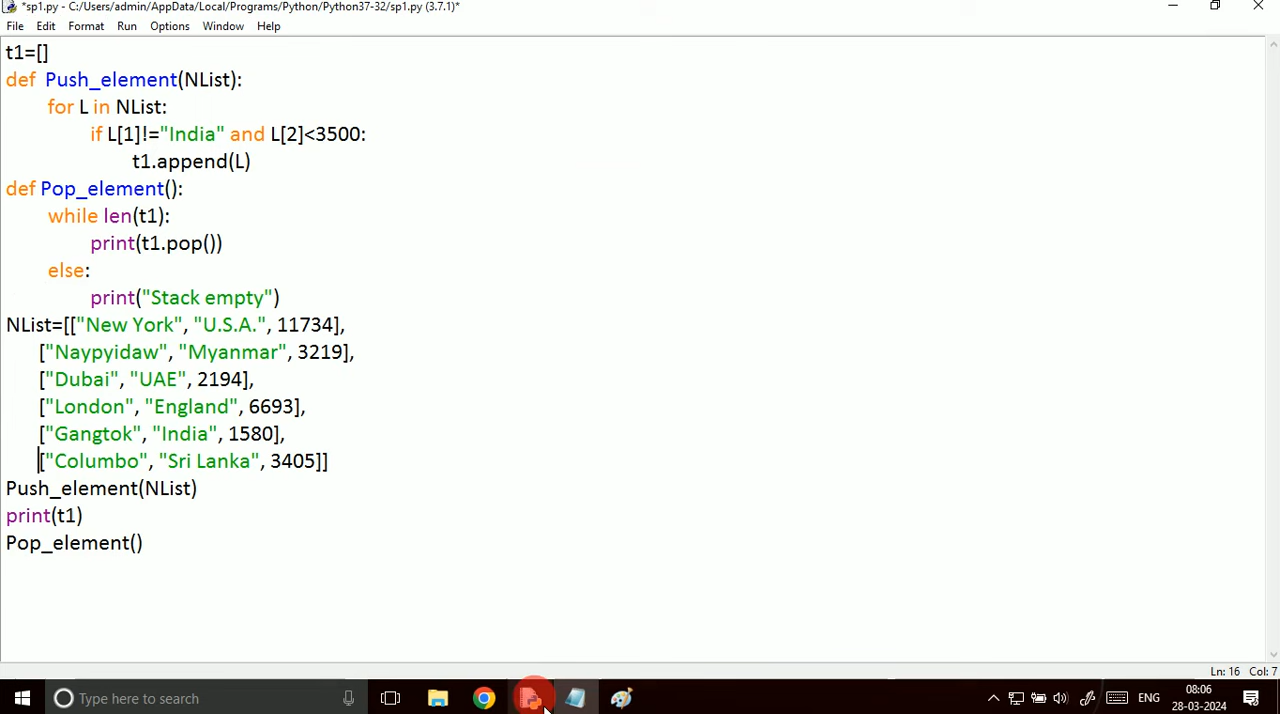 *sp1.py - C:/Users/admin/AppData/Local/Programs/Python/Python37-32/sp1.py (3.7.1)*
File Edit Format Run Options Window Help
t1=[]
def Push_element(NList):
for L in NList:
if L[1]!="India" and L[2]<3500:
t1.append(L)
def Pop_element():
while len(t1):
print(t1.pop())
else:
print("Stack empty")
NList=[["New York", "U.S.A.", 11734],
["Naypyidaw", "Myanmar", 3219],
["Dubai", "UAE", 2194],
["London", "England", 6693],
["Gangtok", "India", 1580],
["Columbo", "Sri Lanka", 3405]]
Push_element(NList)
print(t1)
Pop_element()
Ln: 16 Col: 7
Type here to search
ENG
08:06
28-03-2024